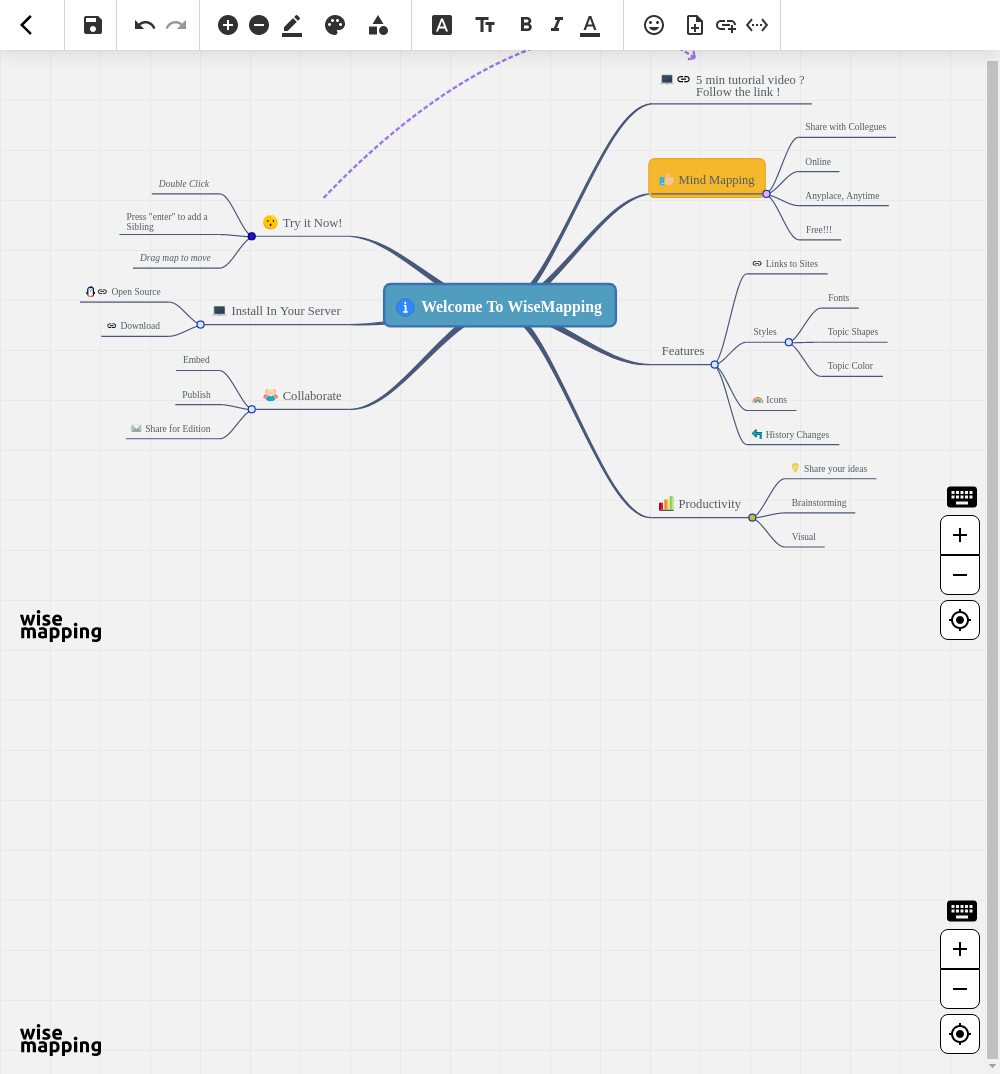 5 min tutorial video ?
Follow the link !
Share with Collegues
Online
Mind Mapping
Anyplace, Anytime
Free!!!
Double Click
Press "enter" to add a
Sibling
Try it Now!
Drag map to move
Open Source
Install In Your Server
Download
Welcome To WiseMapping
Embed
Publish
Collaborate
Share for Edition
Links to Sites
Fonts
Styles
Topic Shapes
Features
Topic Color
Icons
History Changes
Share your ideas
Productivity
Brainstorming
Visual
wise
mapping
wise
mapping